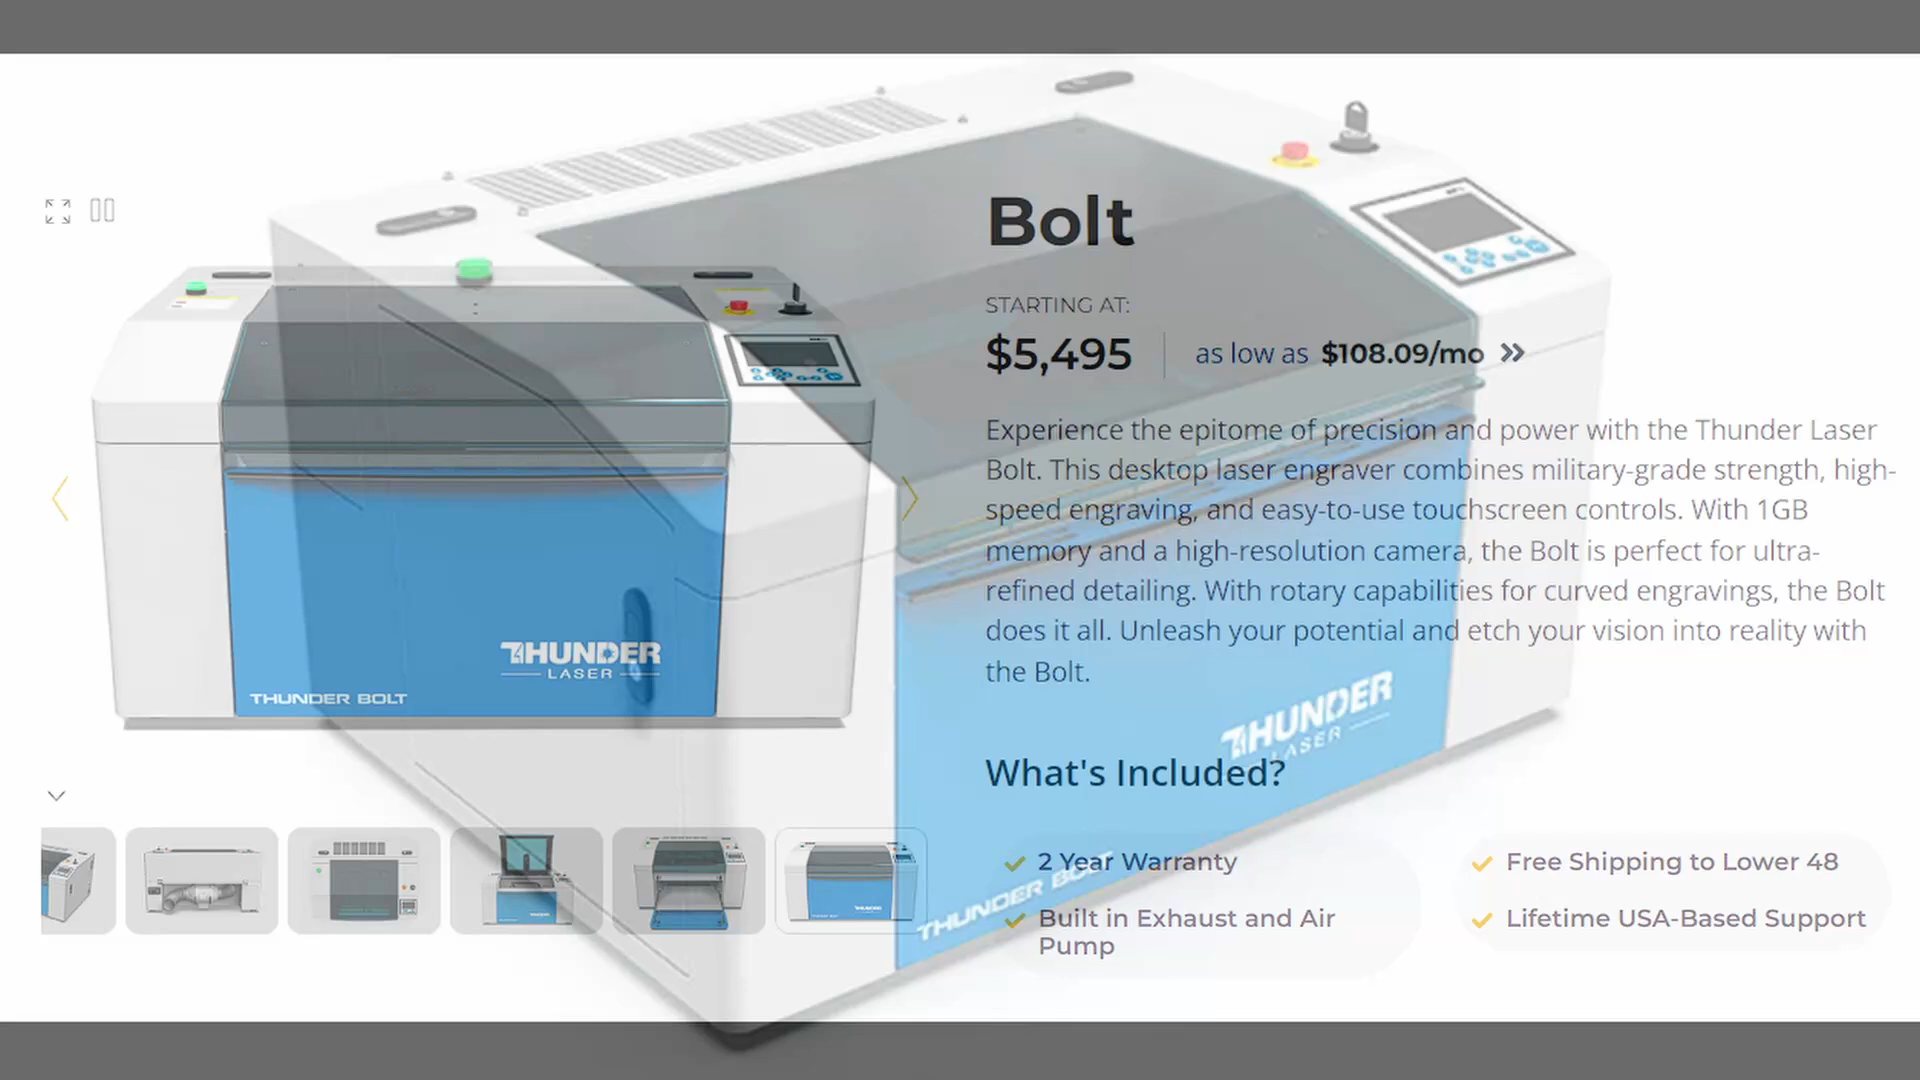 Bolt
STARTING AT:
$5,495
as low as $108.09/mo
Experience the epitome of precision and power with the Thunder Laser
Bolt. This desktop laser engraver combines military-grade strength, high-
speed engraving, and easy-to-use touchscreen controls. With 1GB
memory and a high-resolution camera, the Bolt is perfect for ultra-
refined detailing. With rotary capabilities for curved engravings, the Bolt
does it all. Unleash your potential and etch your vision into reality with
the Bolt.
THUNDER
LASER
THUNDER BOLT
THUNDER
LASER
THUNDER BOLT
What's Included?
2 Year Warranty
Free Shipping to Lower 48
Built in Exhaust and Air
Pump
Lifetime USA-Based Support